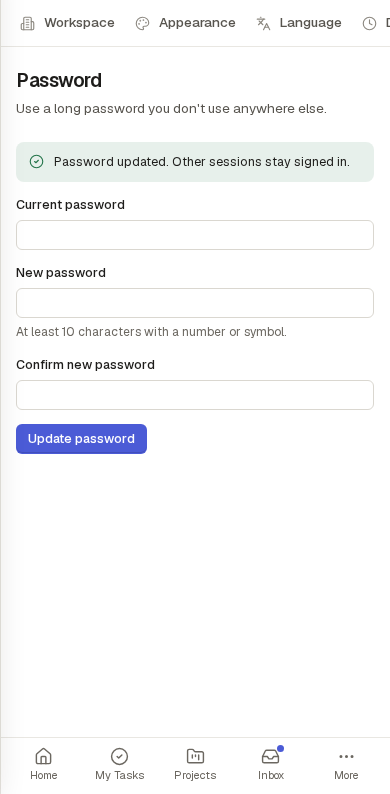 Workspace Appearance Language
Password
Use a long password you don't use anywhere else.
Password updated. Other sessions stay signed in.
Current password
New password
At least 10 characters with a number or symbol.
Confirm new password
Update password
Home My Tasks Projects Inbox More